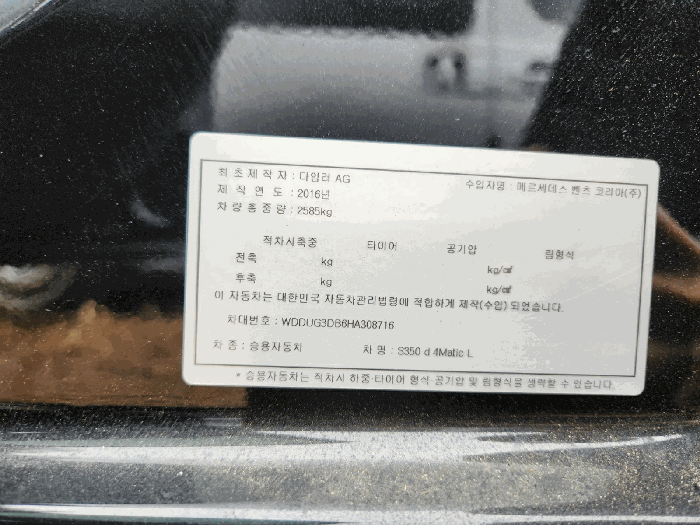 최초제작자 : 다임러 AG
수입자명 : 메르세데스 벤츠 코리아(주)
제작연도 : 2016년
차량총중량 : 2585kg
적차시축중 타이어 공기압 림형식
전축 kg kg/㎠
후축 kg kg/㎠
이 자동차는 대한민국 자동차관리법령에 적합하게 제작(수입) 되었습니다.
차대번호 : WDDUG3DB6HA308716
차종 : 승용자동차 차명 : S350 d 4Matic L
* 승용자동차는 적차시 하중·타이어 형식·공기압 및 림형식을 생략할 수 있습니다.